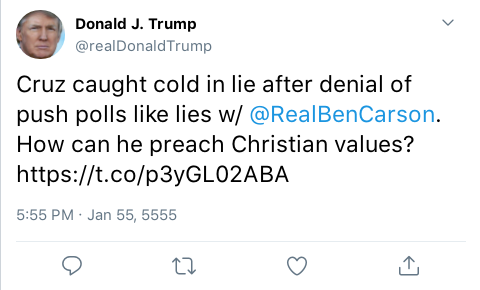 Donald J. Trump
@realDonaldTrump
Cruz caught cold in lie after denial of
push polls like lies w/ @RealBenCarson.
How can he preach Christian values?
https://t.co/p3yGL02ABA
5:55 PM · Jan 55, 5555